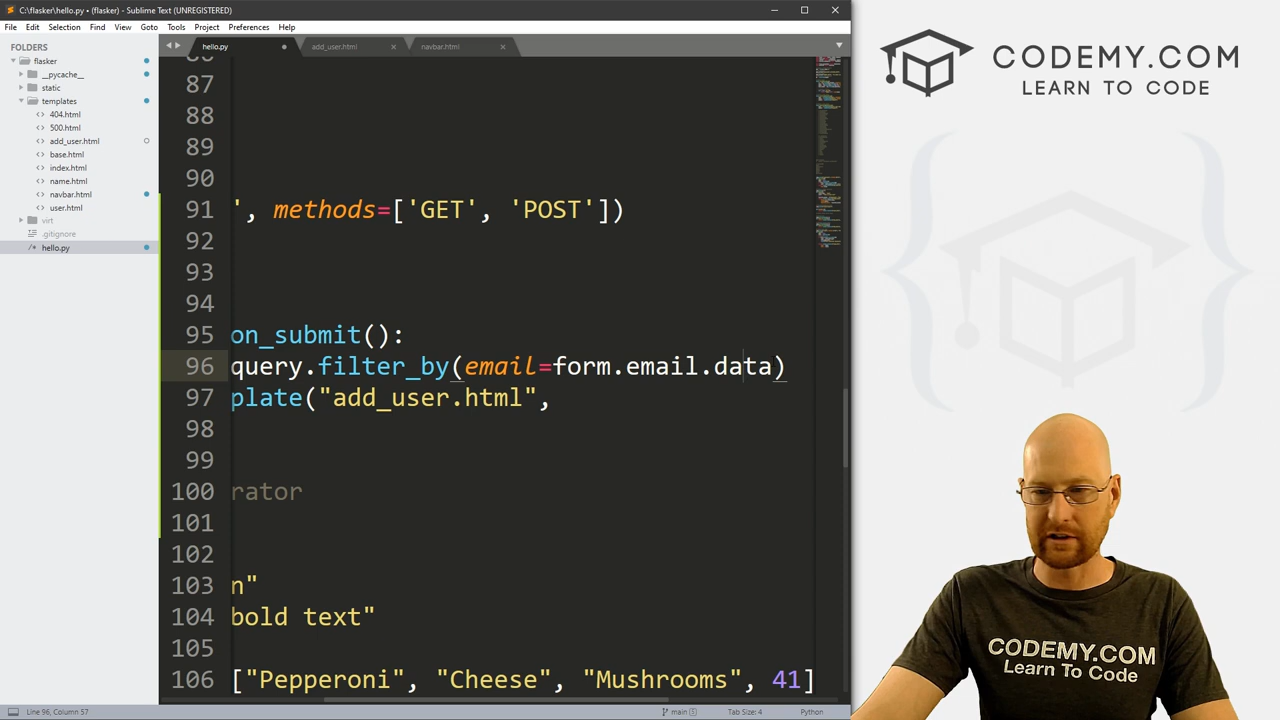 C:\flasker\hello.py • (flasker) - Sublime Text (UNREGISTERED)
File Edit Selection Find View Goto Tools Project Preferences Help
FOLDERS
flasker
__pycache__
static
templates
404.html
500.html
add_user.html
base.html
index.html
name.html
navbar.html
user.html
virt
.gitignore
hello.py
hello.py add_user.html navbar.html
86
87
88
89
90
91 ', methods=['GET', 'POST'])
92
93
94
95 on_submit():
96 query.filter_by(email=form.email.data)
97 plate("add_user.html",
98
99
100 rator
101
102
103 n"
104 bold text"
105
106 ["Pepperoni", "Cheese", "Mushrooms", 41]
Line 96, Column 57
main
Tab Size: 4
Python
CODEMY.COM
LEARN TO CODE
CODEMY.COM
Learn To Code